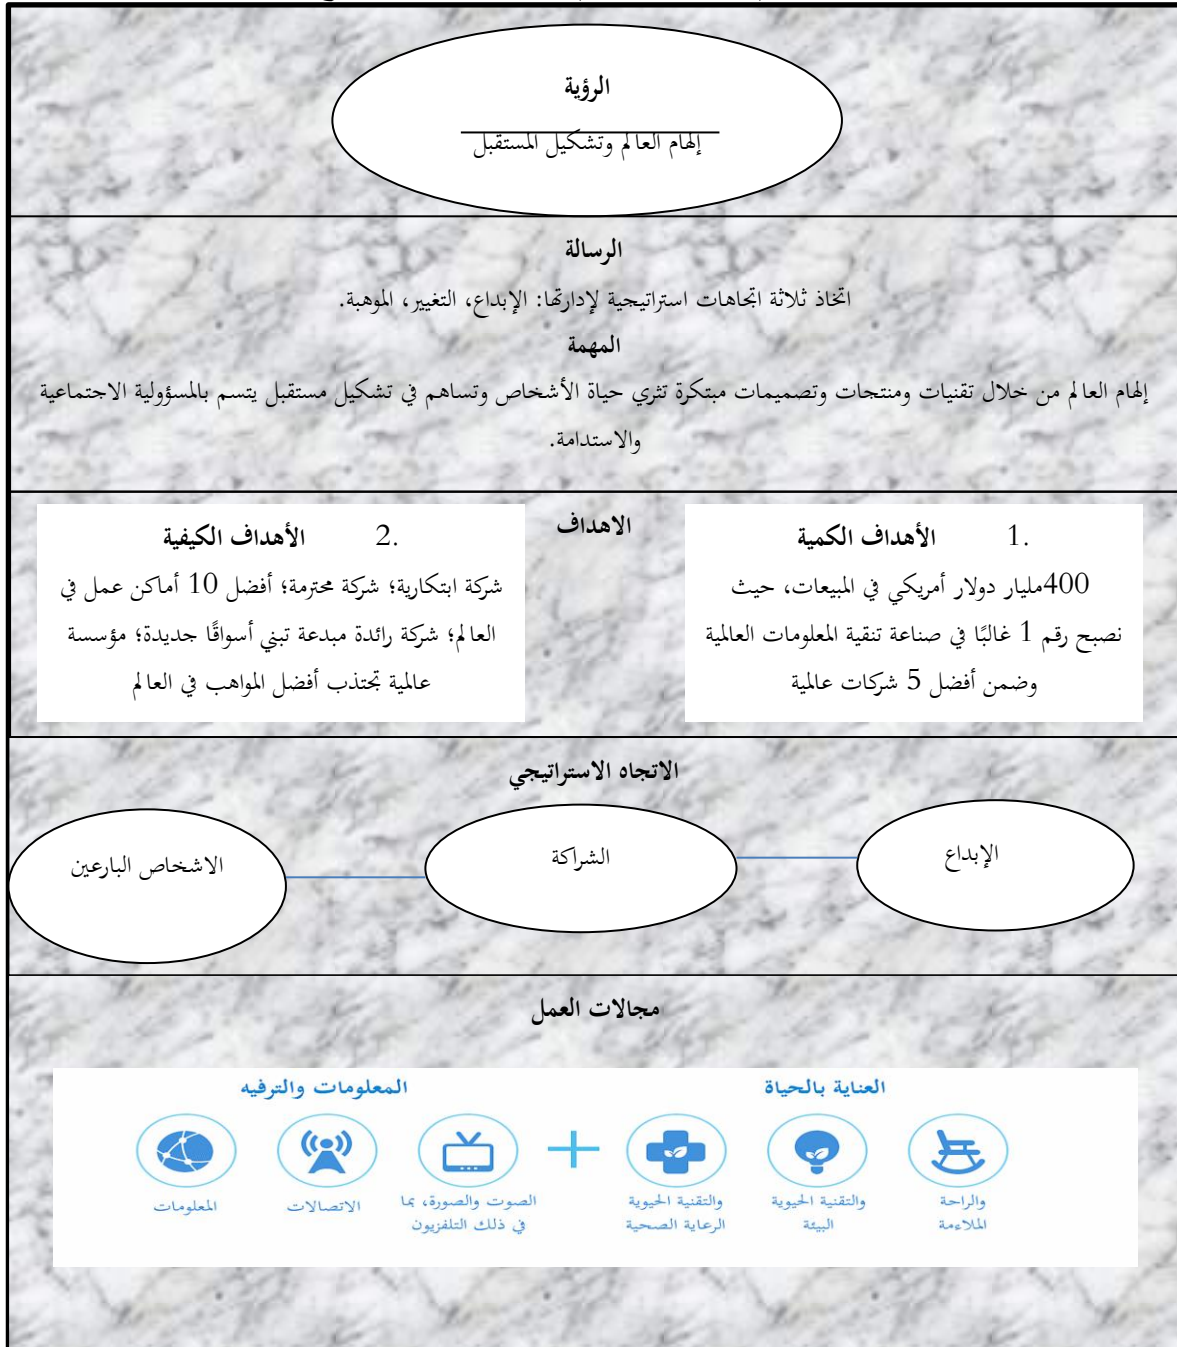 الرؤية
إلهام العالم وتشكيل المستقبل
الرسالة
اتخاذ ثلاثة اتجاهات استراتيجية لإدارتها: الإبداع، التغيير، الموهبة.
المهمة
إلهام العالم من خلال تقنيات ومنتجات وتصميمات مبتكرة تثري حياة الأشخاص وتساهم في تشكيل مستقبل يتسم بالمسؤولية الاجتماعية
والاستدامة.
الاهداف
1. الأهداف الكمية
400مليار دولار أمريكي في المبيعات، حيث
نصبح رقم 1 غالبًا في صناعة تنقية المعلومات العالمية
وضمن أفضل 5 شركات عالمية
2. الأهداف الكيفية
شركة ابتكارية؛ شركة محترمة؛ أفضل 10 أماكن عمل في
العالم؛ شركة رائدة مبدعة تبني أسواقًا جديدة؛ مؤسسة
عالمية تجتذب أفضل المواهب في العالم
الاتجاه الاستراتيجي
الإبداع
الشراكة
الاشخاص البارعين
مجالات العمل
العناية بالحياة
والراحة
الملاءمة
والتقنية الحيوية
البيئة
والتقنية الحيوية
الرعاية الصحية
المعلومات والترفيه
الصوت والصورة، بما
في ذلك التلفزيون
الاتصالات
المعلومات